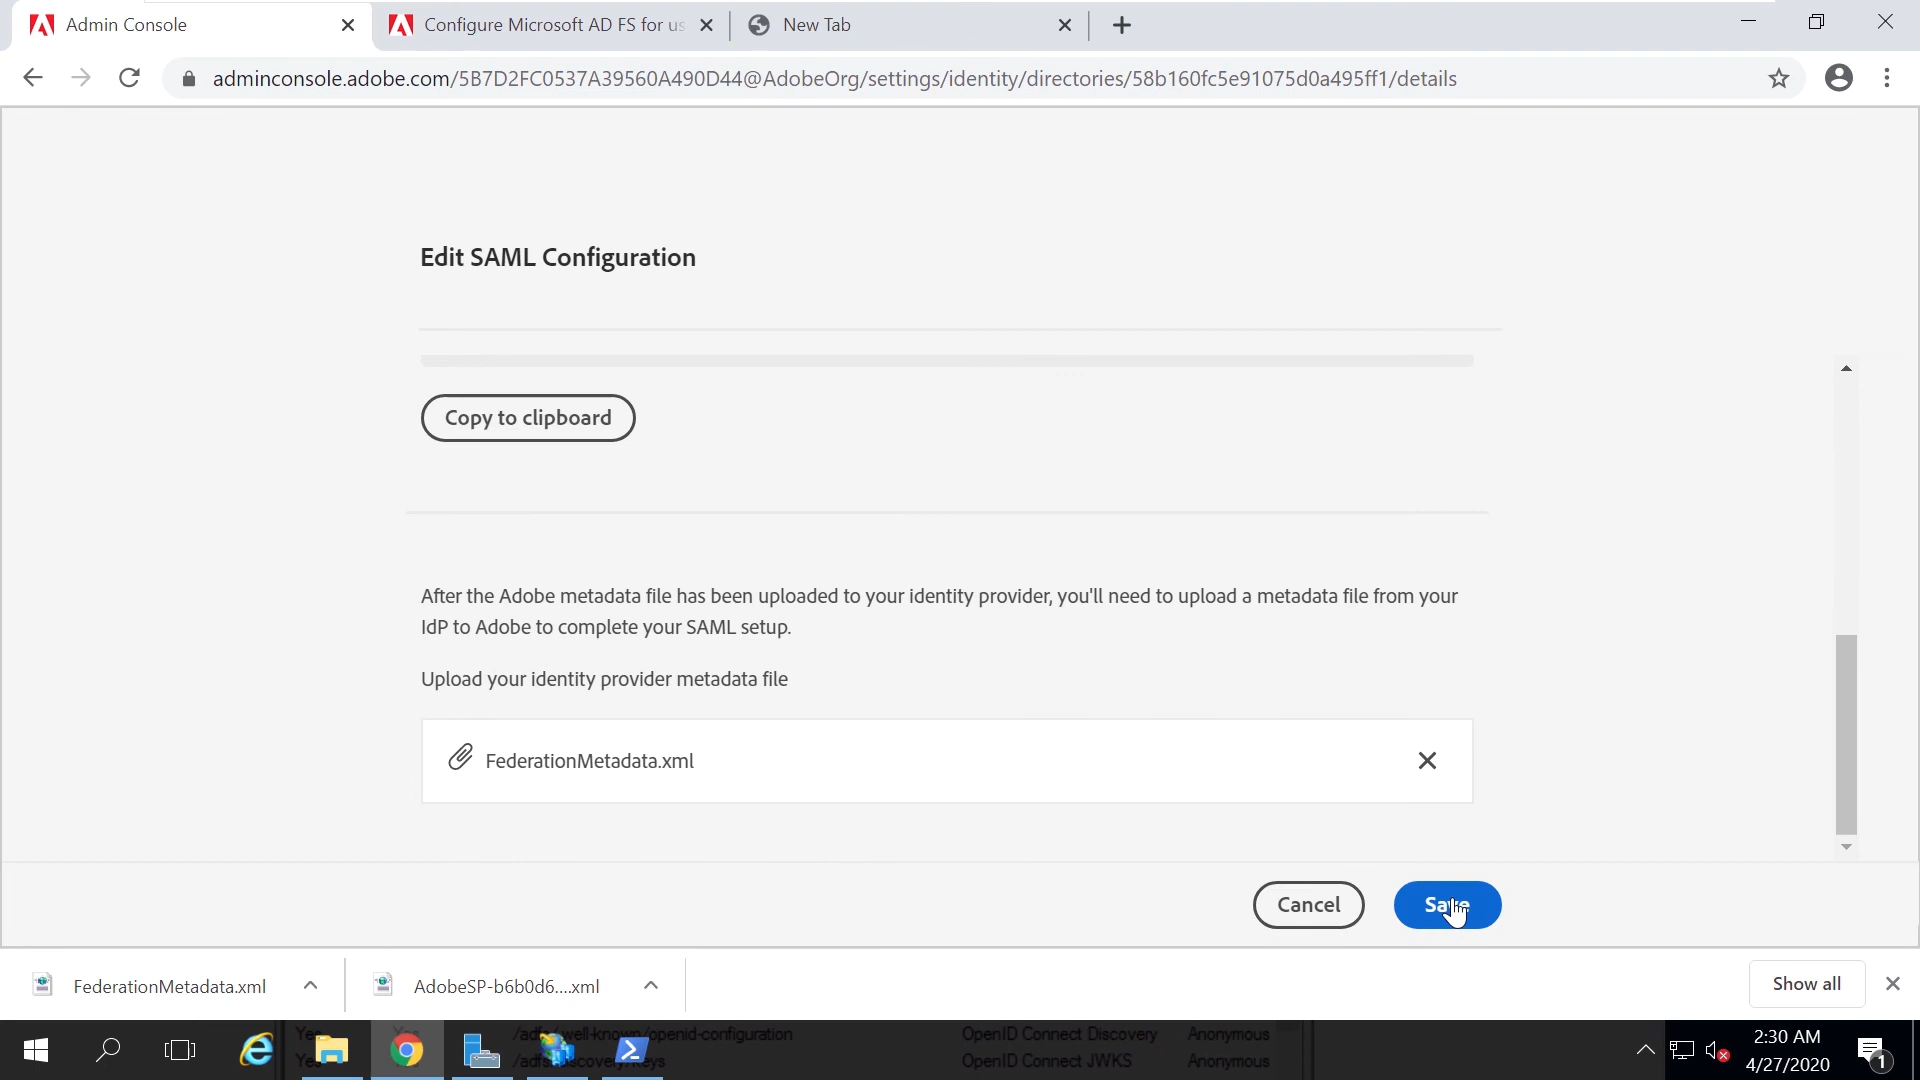 Admin Console
Configure Microsoft AD FS for us
New Tab
adminconsole.adobe.com/5B7D2FC0537A39560A490D44@AdobeOrg/settings/identity/directories/58b160fc5e91075d0a495ff1/details
Edit SAML Configuration
Copy to clipboard
After the Adobe metadata file has been uploaded to your identity provider, you'll need to upload a metadata file from your
IdP to Adobe to complete your SAML setup.
Upload your identity provider metadata file
FederationMetadata.xml
Cancel
Save
FederationMetadata.xml
AdobeSP-b6b0d6....xml
Show all
Yes Yes /adfs/.well-known/openid-configuration OpenID Connect Discovery Anonymous
Yes /adfs/discovery/keys OpenID Connect JWKS Anonymous
2:30 AM
4/27/2020
1